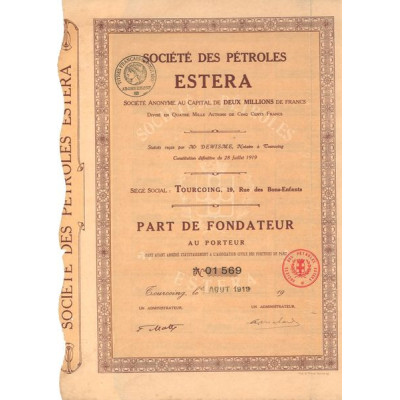 SOCIÉTÉ DES PÉTROLES ESTERA
SOCIÉTÉ DES PÉTROLES
ESTERA
SOCIÉTÉ ANONYME AU CAPITAL DE DEUX MILLIONS DE FRANCS
DIVISÉ EN QUATRE MILLE ACTIONS DE CINQ CENTS FRANCS
Statuts reçus par Me DENISME, Notaire à Tourcoing
Constitution définitive du 28 Juillet 1919
SIÈGE SOCIAL : TOURCOING, 19, Rue des Bons-Enfants
PART DE FONDATEUR
AU PORTEUR
No 01569
Tourcoing, le AOUT 1919 19
UN ADMINISTRATEUR,
UN ADMINISTRATEUR,